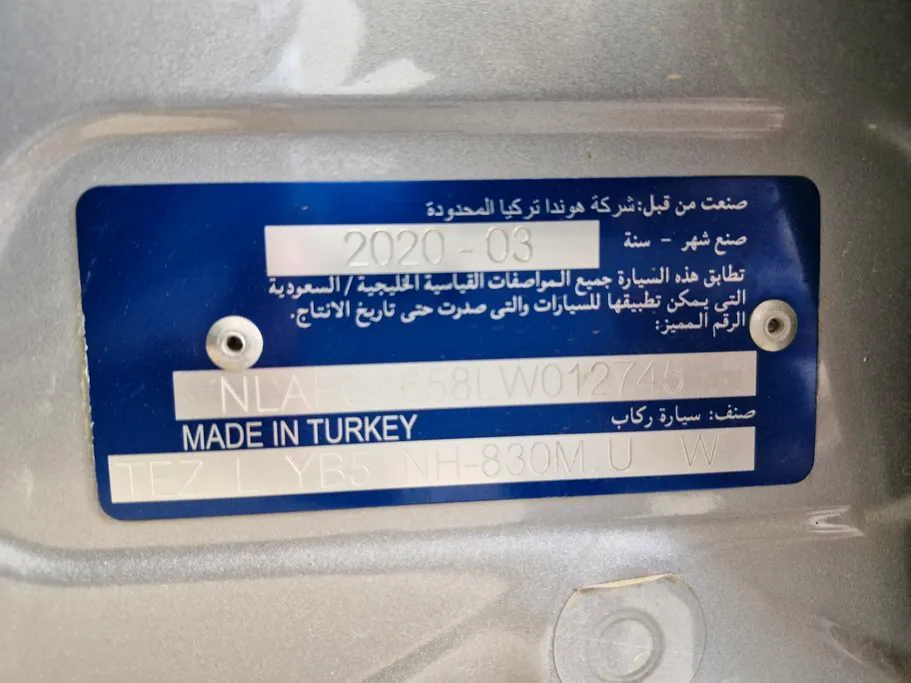 صنعت من قبل: شركة هوندا تركيا المحدودة
صنع شهر - سنة
2020 - 03
تطابق هذه السيارة جميع المواصفات القياسية الخليجية / السعودية
التي يمكن تطبيقها للسيارات والتي صدرت حتى تاريخ الانتاج.
الرقم المميز:
صنف: سيارة ركاب
MADE IN TURKEY
TEZ L YB5 NH-830M U W